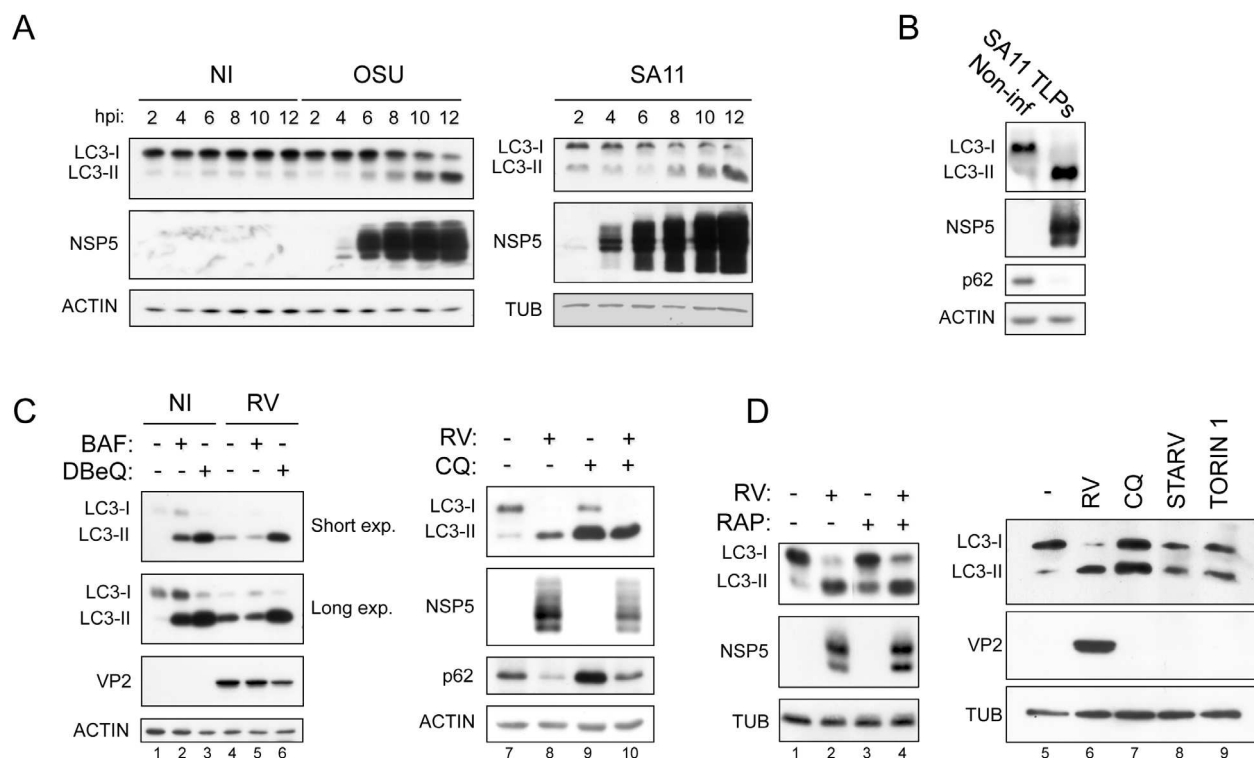 A
NI OSU SA11
hpi: 2 4 6 8 10 12 2 4 6 8 10 12 2 4 6 8 10 12
LC3-I
LC3-II
NSP5
ACTIN
LC3-I
LC3-II
NSP5
TUB
B
Non-inf
SA11 TLPs
LC3-I
LC3-II
NSP5
p62
ACTIN
C
NI RV
BAF: - + - - + -
DBeQ: - - + - - +
LC3-I
LC3-II
Short exp.
LC3-I
LC3-II
Long exp.
VP2
ACTIN
1 2 3 4 5 6
RV: - + - +
CQ: - - + +
LC3-I
LC3-II
NSP5
p62
ACTIN
7 8 9 10
D
RV: - + - +
RAP: - - + +
LC3-I
LC3-II
NSP5
TUB
1 2 3 4
- RV CQ STARV TORIN 1
LC3-I
LC3-II
VP2
TUB
5 6 7 8 9